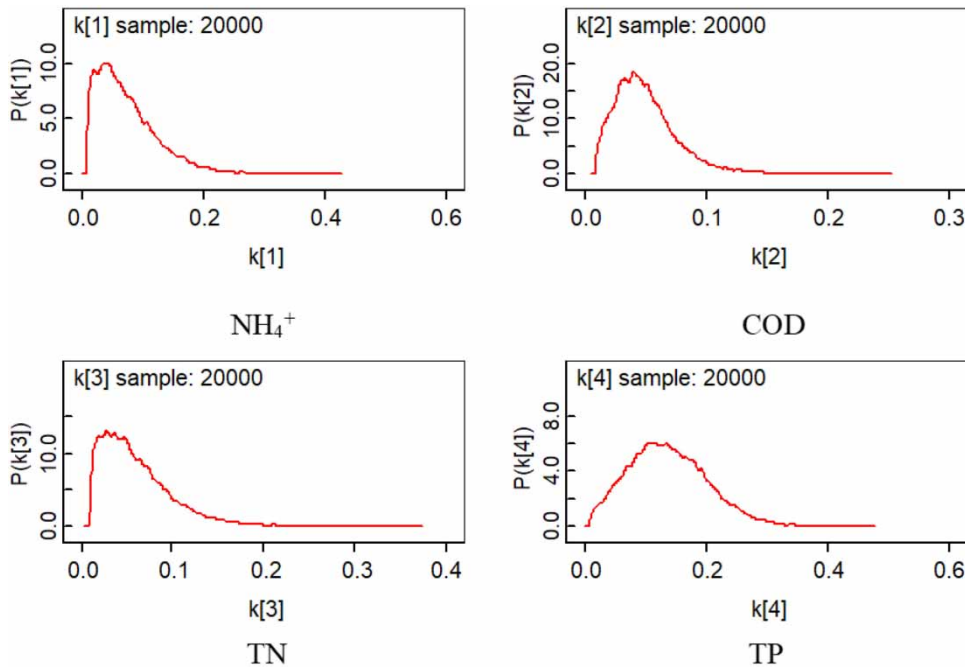 k[1] sample: 20000
P(k[1])
10.0
5.0
0.0
0.0 0.2 0.4 0.6
k[1]
NH₄⁺
k[2] sample: 20000
P(k[2])
20.0
10.0
0.0
0.0 0.1 0.2 0.3
k[2]
COD
k[3] sample: 20000
P(k[3])
10.0
0.0
0.0 0.1 0.2 0.3 0.4
k[3]
TN
k[4] sample: 20000
P(k[4])
8.0
4.0
0.0
0.0 0.2 0.4 0.6
k[4]
TP